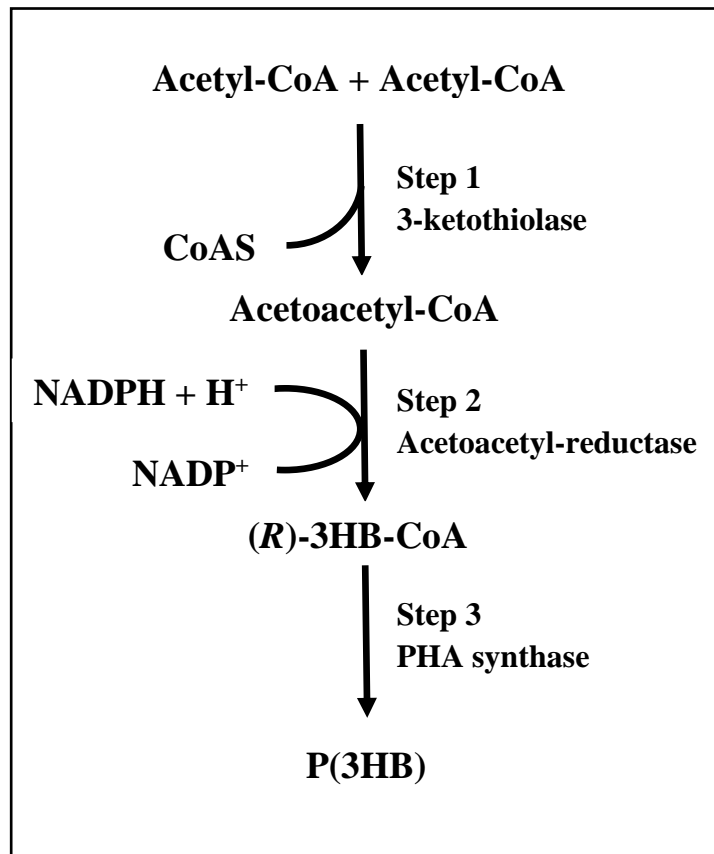 Acetyl-CoA + Acetyl-CoA
Step 1
3-ketothiolase
CoAS
Acetoacetyl-CoA
NADPH + H⁺
Step 2
Acetoacetyl-reductase
NADP⁺
(R)-3HB-CoA
Step 3
PHA synthase
P(3HB)